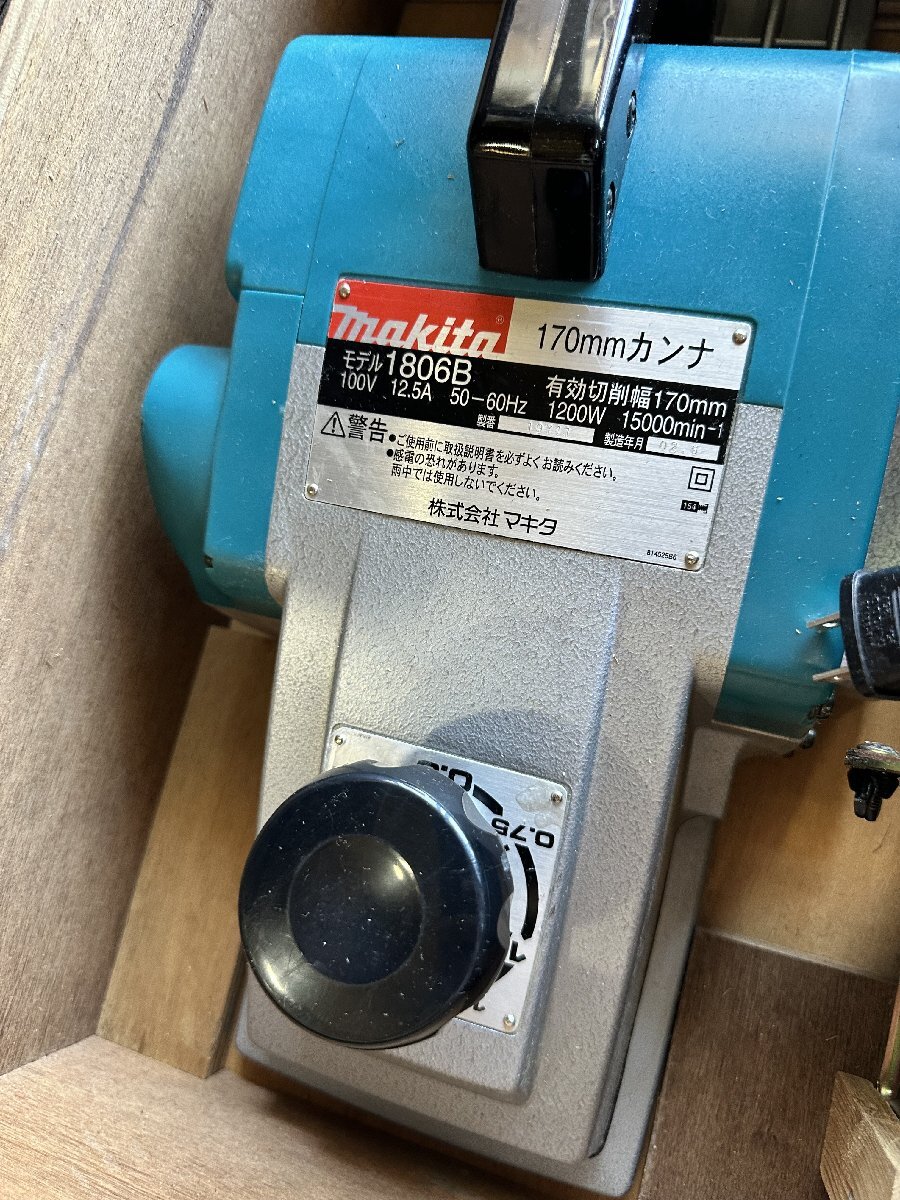 makita® 170mmカンナ
モデル1806B 有効切削幅170mm
100V 12.5A 50-60Hz 1200W 15000min-1
製番 製造年月
⚠警告 ●ご使用前に取扱説明書を必ずよくお読みください。
●感電の恐れがあります。
雨中では使用しないでください。
株式会社 マキタ
0.75